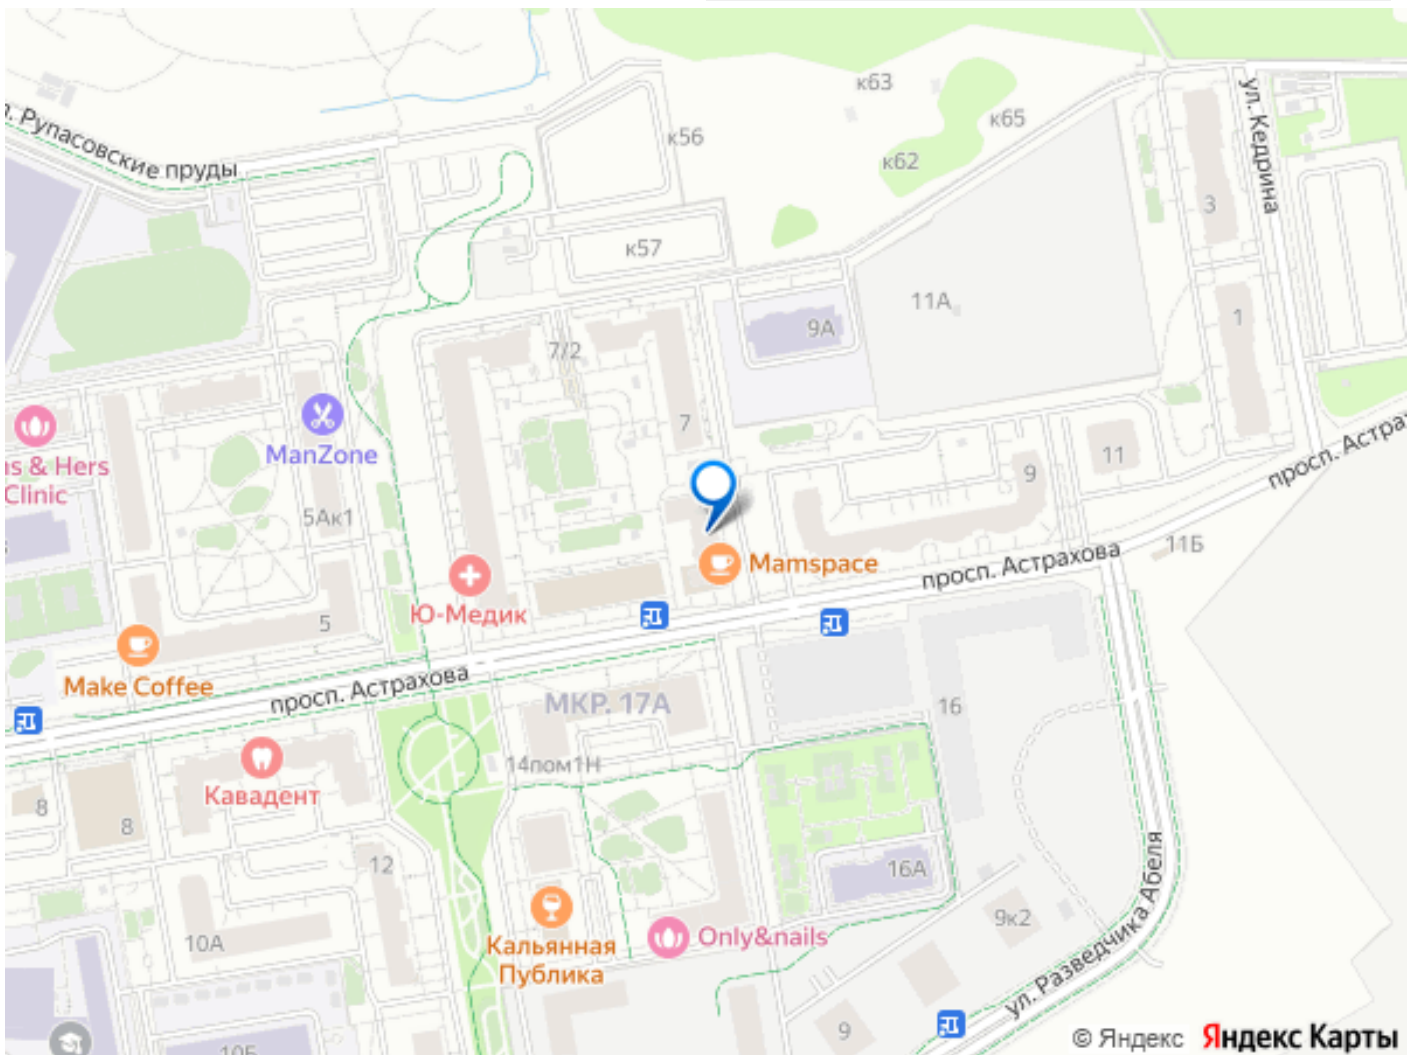 к63
ул. Кедрина
к65
Рупасовские пруды
к56
к62
3
к57
11А
9А
1
7/2
7
ManZone
s & Hers
Clinic
просп.
11
9
5Ак1
Mamspace
просп. Астрахова
11Б
Ю-Медик
5
Make Coffee
просп. Астрахова
МКР. 17А
16
14пом1Н
Кавадент
8
8
12
16А
ул. Разведчика Абеля
9к2
Only&nails
10А
Кальянная
Публика
9
10Б
© Яндекс Яндекс Карты